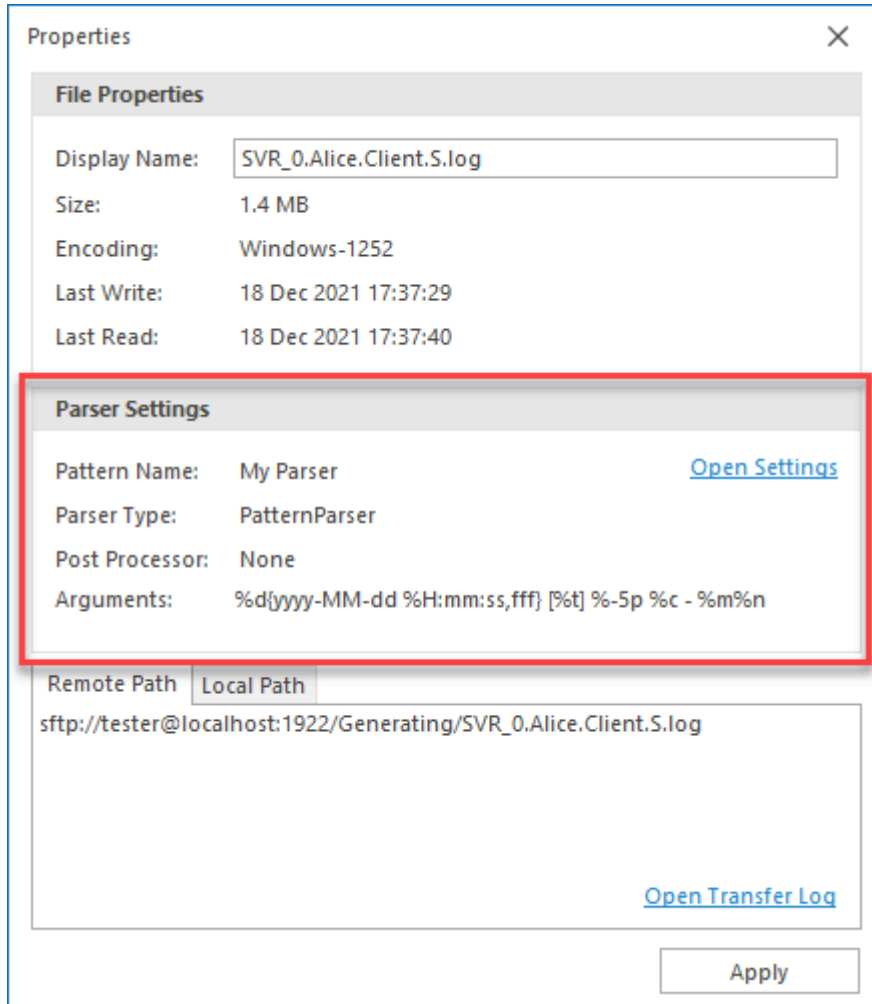 Properties
File Properties
Display Name: SVR_0.Alice.Client.S.log
Size: 1.4 MB
Encoding: Windows-1252
Last Write: 18 Dec 2021 17:37:29
Last Read: 18 Dec 2021 17:37:40
Parser Settings
Pattern Name: My Parser Open Settings
Parser Type: PatternParser
Post Processor: None
Arguments: %d{yyyy-MM-dd %H:mm:ss,fff} [%t] %-5p %c - %m%n
Remote Path Local Path
sftp://tester@localhost:1922/Generating/SVR_0.Alice.Client.S.log
Open Transfer Log
Apply